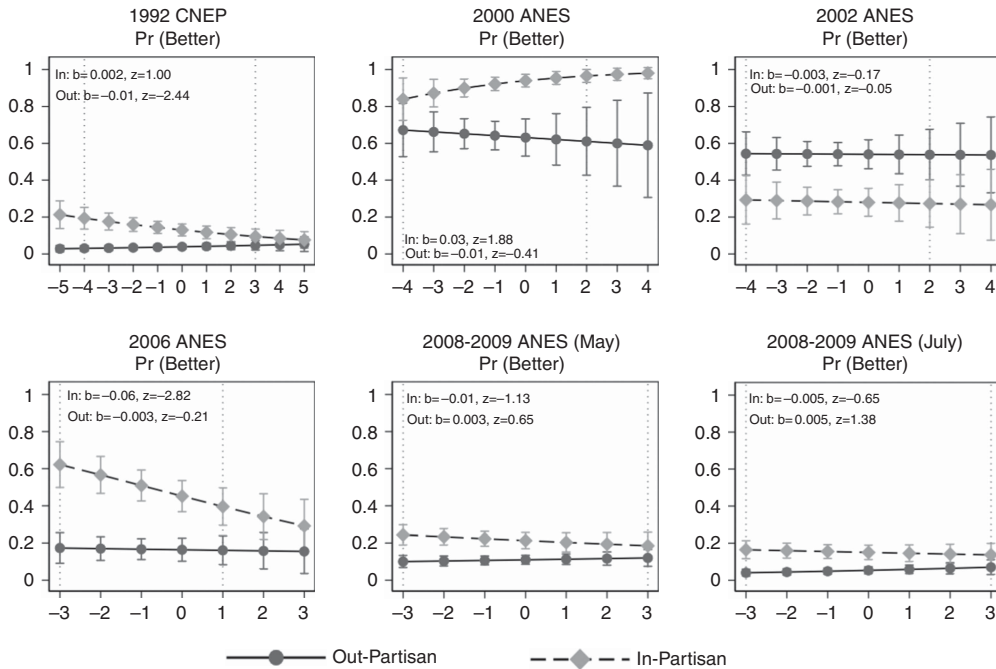 1992 CNEP
Pr (Better)
In: b=0.002, z=1.00
Out: b=−0.01, z=−2.44
1
0.8
0.6
0.4
0.2
0
−5 −4 −3 −2 −1 0 1 2 3 4 5
2000 ANES
Pr (Better)
1
0.8
0.6
0.4
0.2
0
In: b=0.03, z=1.88
Out: b=−0.01, z=−0.41
−4 −3 −2 −1 0 1 2 3 4
2002 ANES
Pr (Better)
In: b=−0.003, z=−0.17
Out: b=−0.001, z=−0.05
1
0.8
0.6
0.4
0.2
0
−4 −3 −2 −1 0 1 2 3 4
2006 ANES
Pr (Better)
In: b=−0.06, z=−2.82
Out: b=−0.003, z=−0.21
1
0.8
0.6
0.4
0.2
0
−3 −2 −1 0 1 2 3
2008-2009 ANES (May)
Pr (Better)
In: b=−0.01, z=−1.13
Out: b=0.003, z=0.65
1
0.8
0.6
0.4
0.2
0
−3 −2 −1 0 1 2 3
2008-2009 ANES (July)
Pr (Better)
In: b=−0.005, z=−0.65
Out: b=0.005, z=1.38
1
0.8
0.6
0.4
0.2
0
−3 −2 −1 0 1 2 3
Out-Partisan In-Partisan